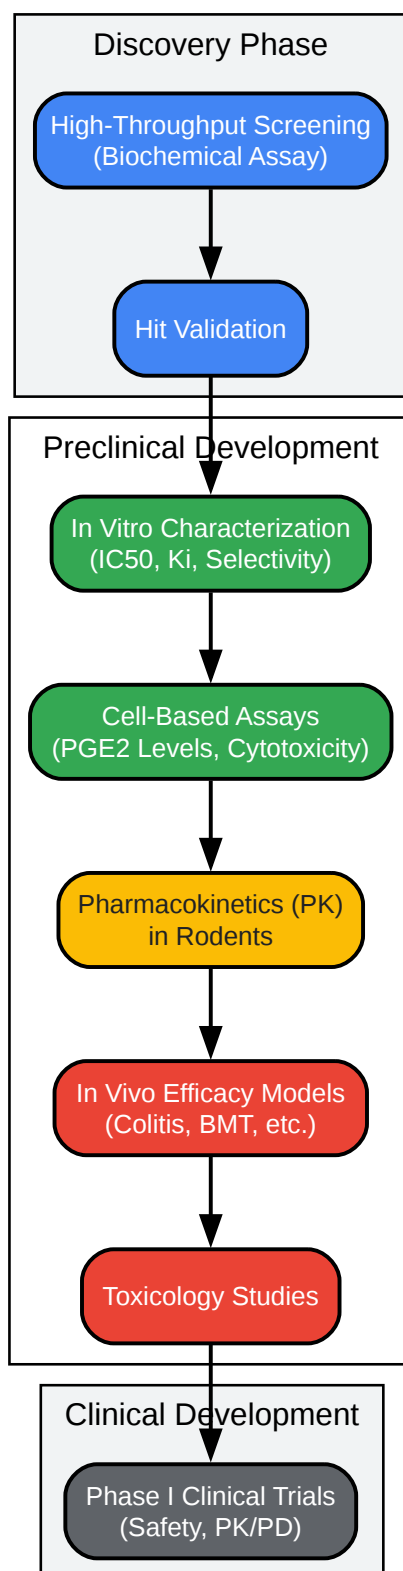 Discovery Phase
High-Throughput Screening
(Biochemical Assay)
Hit Validation
Preclinical Development
In Vitro Characterization
(IC50, Ki, Selectivity)
Cell-Based Assays
(PGE2 Levels, Cytotoxicity)
Pharmacokinetics (PK)
in Rodents
In Vivo Efficacy Models
(Colitis, BMT, etc.)
Toxicology Studies
Clinical Development
Phase I Clinical Trials
(Safety, PK/PD)